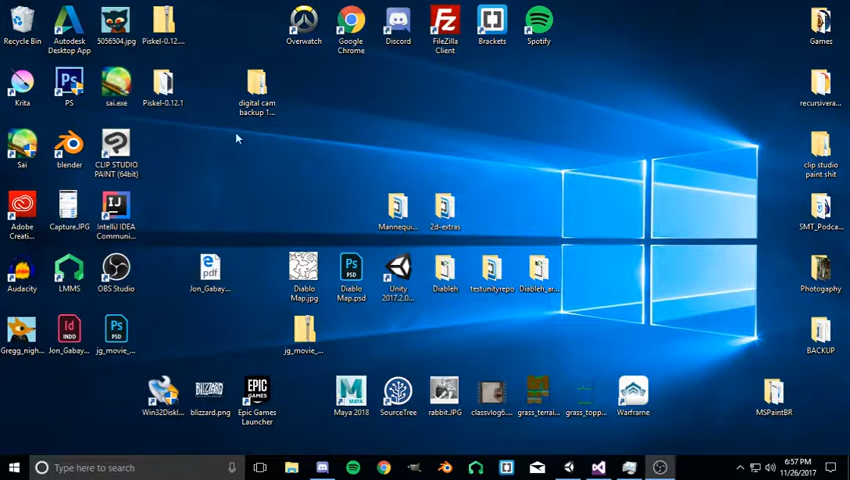 Recycle Bin
Autodesk
Desktop App
5056504.jpg
Piskel-0.12....
Overwatch
Google
Chrome
Discord
FileZilla
Client
Brackets
Spotify
Games
Krita
PS
sai.exe
Piskel-0.12.1
digital cam
backup 1...
recursivera...
Sai
blender
CLIP STUDIO
PAINT (64bit)
clip studio
paint shit
Adobe
Creati...
CaptureJPG
IntelliJ IDEA
Communi...
Mannequi...
2d-extras
SMT_Podca...
Audacity
LMMS
OBS Studio
Jon_Gabay...
Diablo
Map.jpg
Diablo
Map.psd
Unity
2017.2.0...
Diableh
testunityrepo
Diableh_ar...
Photogaphy
Gregg_nigh...
Jon_Gabay...
jg_movie_...
jg_movie_...
BACKUP
Win32DiskI...
blizzard.png
Epic Games
Launcher
Maya 2018
SourceTree
rabbit.JPG
classvlog6....
grass_terrai...
grass_topp...
Warframe
MSPaintBR
Type here to search
6:57 PM
11/26/2017